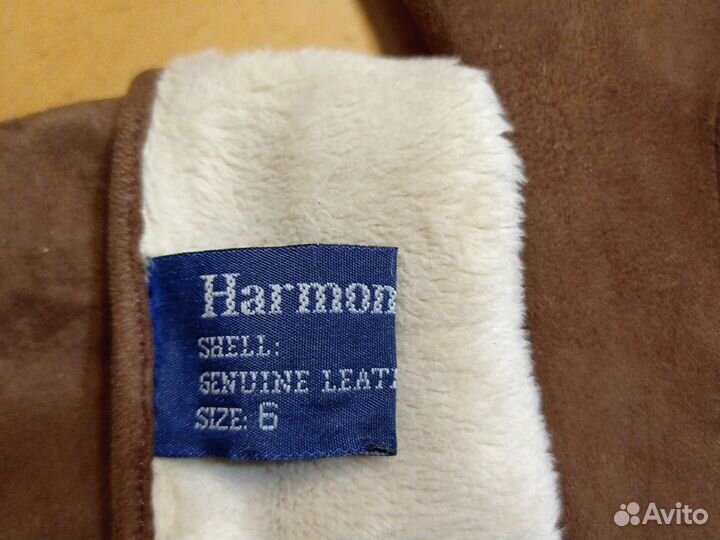 Harmon
SHELL:
GENUINE LEAT
SIZE: 6
Avito